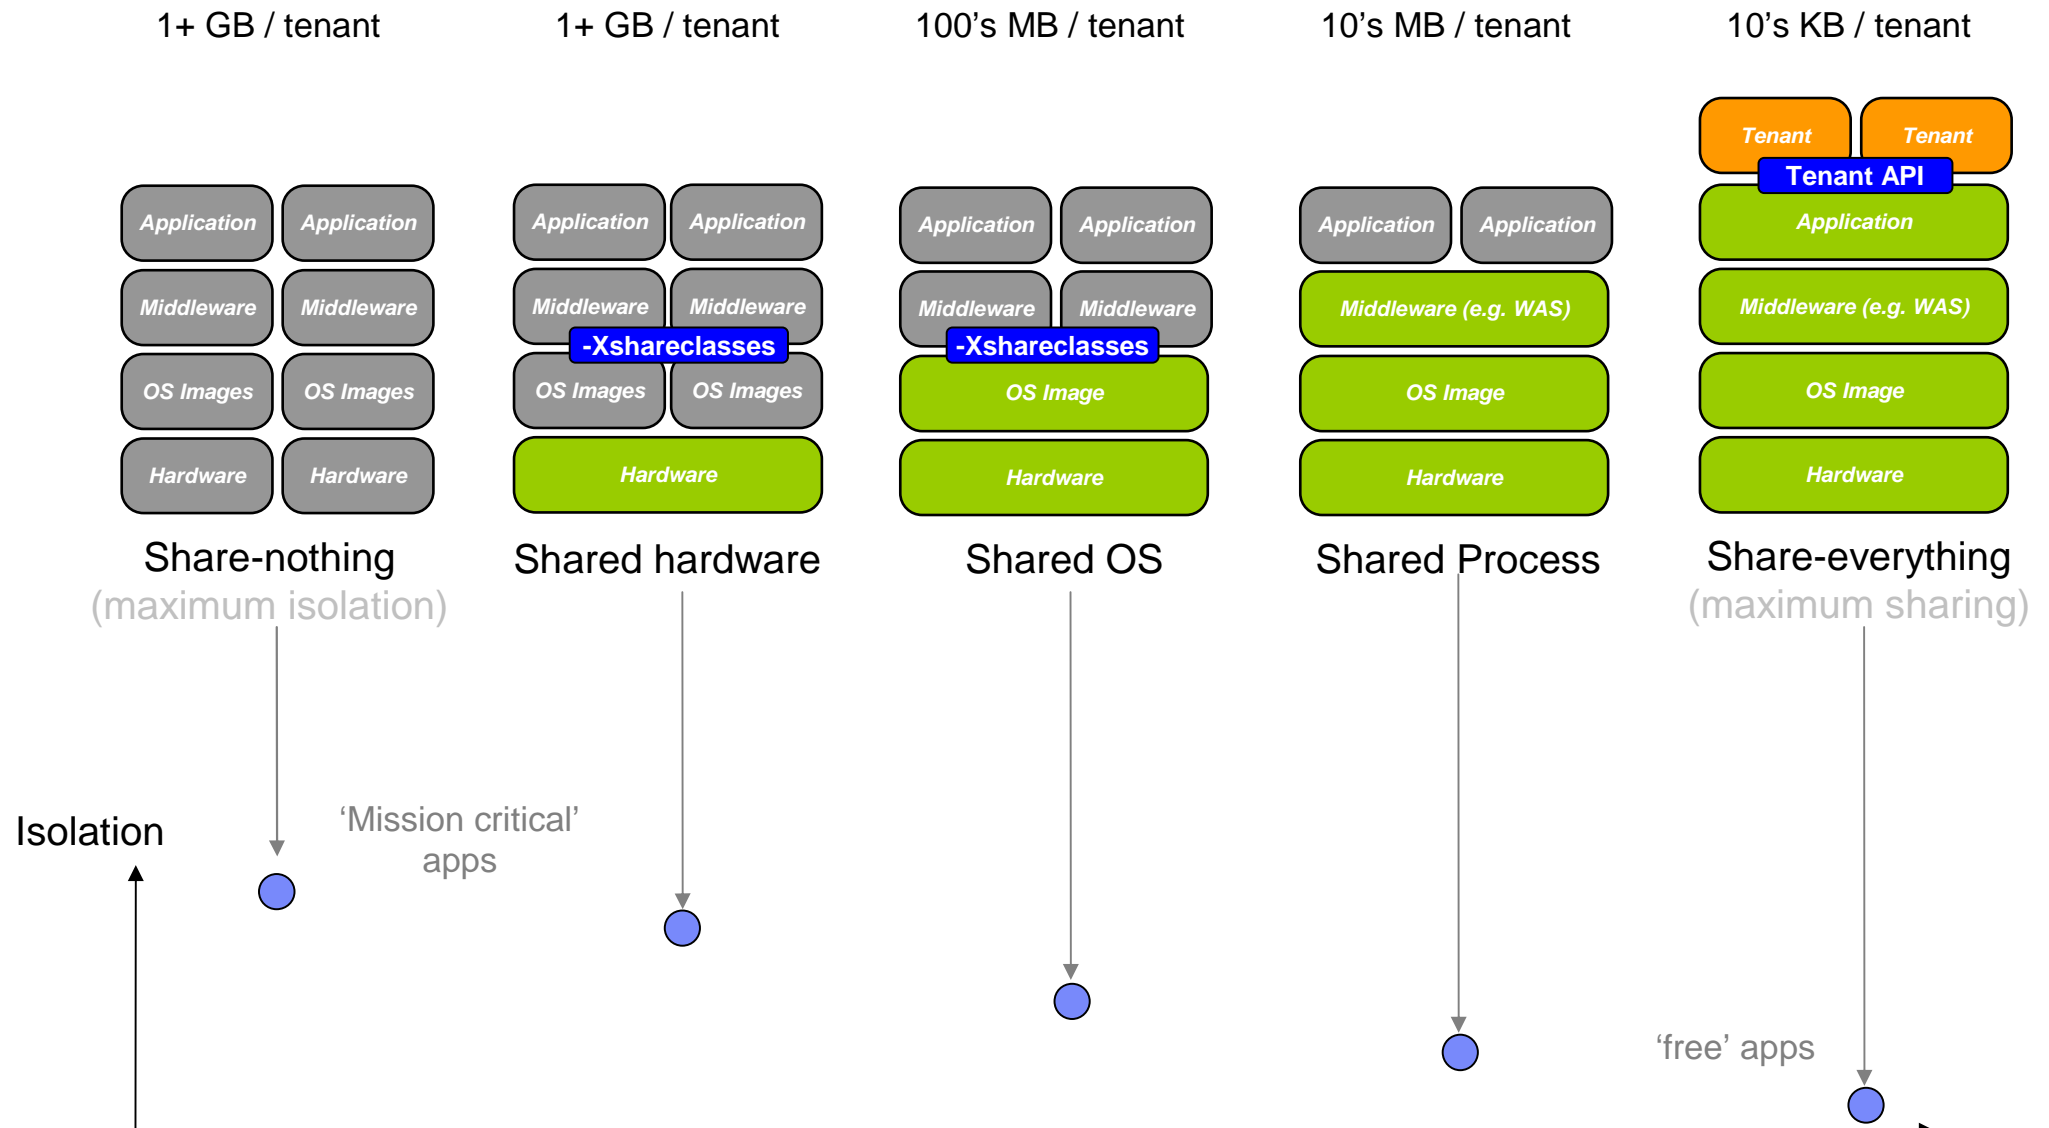 1+ GB / tenant
1+ GB / tenant
100’s MB / tenant
10’s MB / tenant
10’s KB / tenant
Tenant
Tenant
Tenant API
Application
Application
Application
Application
Application
Application
Application
Application
Application
Middleware
Middleware
Middleware
Middleware
Middleware
Middleware
Middleware (e.g. WAS)
Middleware (e.g. WAS)
-Xshareclasses
-Xshareclasses
OS Images
OS Images
OS Images
OS Images
OS Image
OS Image
OS Image
Hardware
Hardware
Hardware
Hardware
Hardware
Hardware
Share-nothing
(maximum isolation)
Shared hardware
Shared OS
Shared Process
Share-everything
(maximum sharing)
‘Mission critical’
apps
Isolation
‘free’ apps